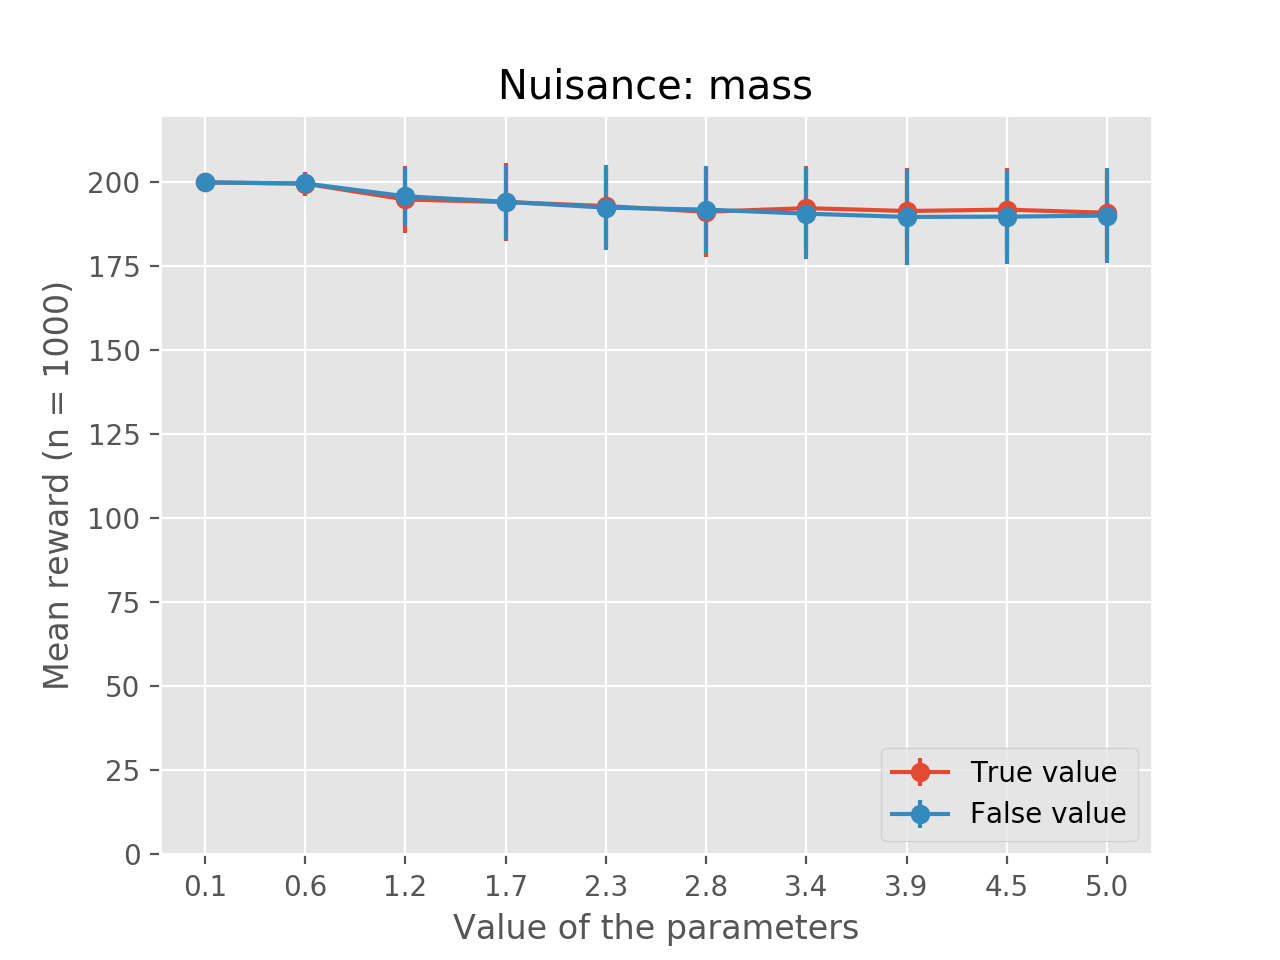 Nuisance: mass
Mean reward (n = 1000)
200
175
150
125
100
75
50
25
0
True value
False value
0.1 0.6 1.2 1.7 2.3 2.8 3.4 3.9 4.5 5.0
Value of the parameters